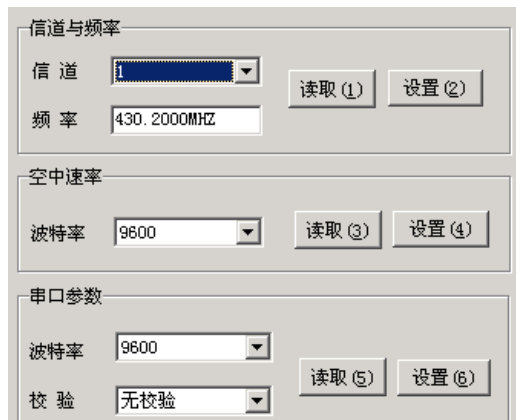 信道与频率
信 道 1 读取(1) 设置(2)
频 率 430.2000MHZ
空中速率
波特率 9600 读取(3) 设置(4)
串口参数
波特率 9600
读取(5) 设置(6)
校 验 无校验